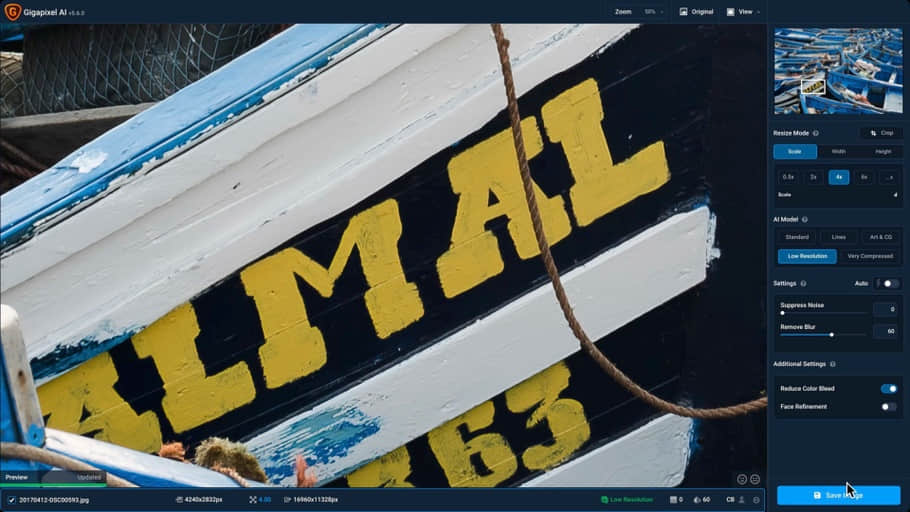 Gigapixel AI v5.6.0
Zoom 50% Original View
ALMAL
63
Resize Mode Crop
Scale Width Height
0.5x 2x 4x 6x ...x
Scale 4
AI Model
Standard Lines Art & CG
Low Resolution Very Compressed
Settings Auto
Suppress Noise 0
Remove Blur 60
Additional Settings
Reduce Color Bleed
Face Refinement
Preview Updated
20170412-DSC00593.jpg 4240x2832px 4.00 16960x11328px Low Resolution 0 60 CB
Save Image